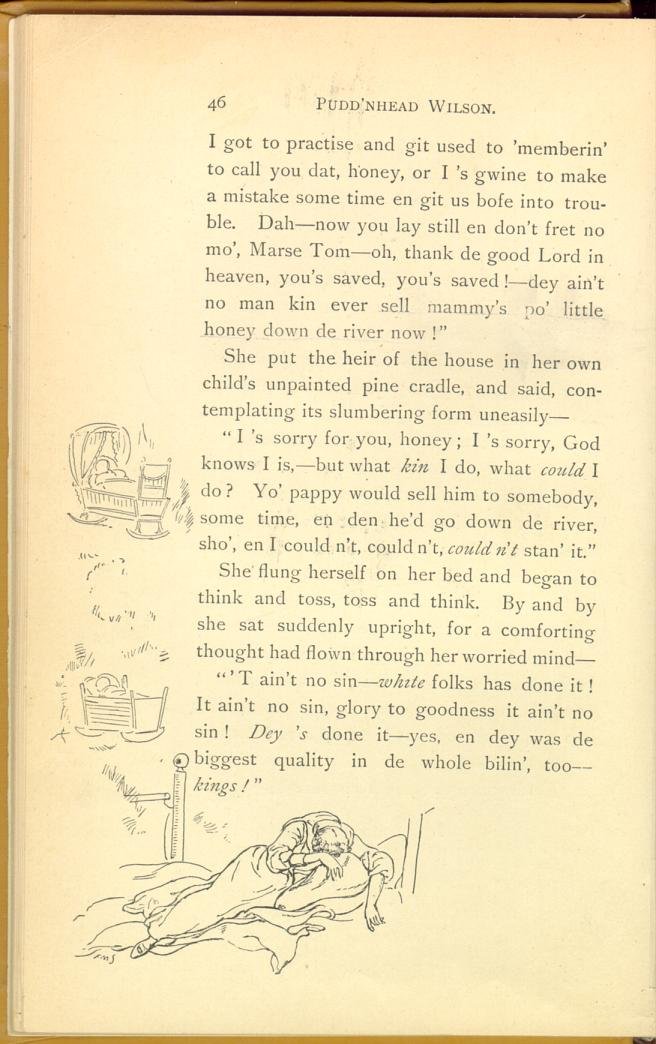 46 PUDD'NHEAD WILSON.
I got to practise and git used to 'memberin'
to call you dat, honey, or I 's gwine to make
a mistake some time en git us bofe into trou-
ble. Dah—now you lay still en don't fret no
mo', Marse Tom—oh, thank de good Lord in
heaven, you's saved, you's saved!—dey ain't
no man kin ever sell mammy's po' little
honey down de river now!"
She put the heir of the house in her own
child's unpainted pine cradle, and said, con-
templating its slumbering form uneasily—
"I 's sorry for you, honey; I 's sorry, God
knows I is,—but what kin I do, what could I
do? Yo' pappy would sell him to somebody,
some time, en den he'd go down de river,
sho', en I could n't, could n't, could n't stan' it."
She flung herself on her bed and began to
think and toss, toss and think. By and by
she sat suddenly upright, for a comforting
thought had flown through her worried mind—
"'T ain't no sin—white folks has done it!
It ain't no sin, glory to goodness it ain't no
sin! Dey 's done it—yes, en dey was de
biggest quality in de whole bilin', too—
kings!"